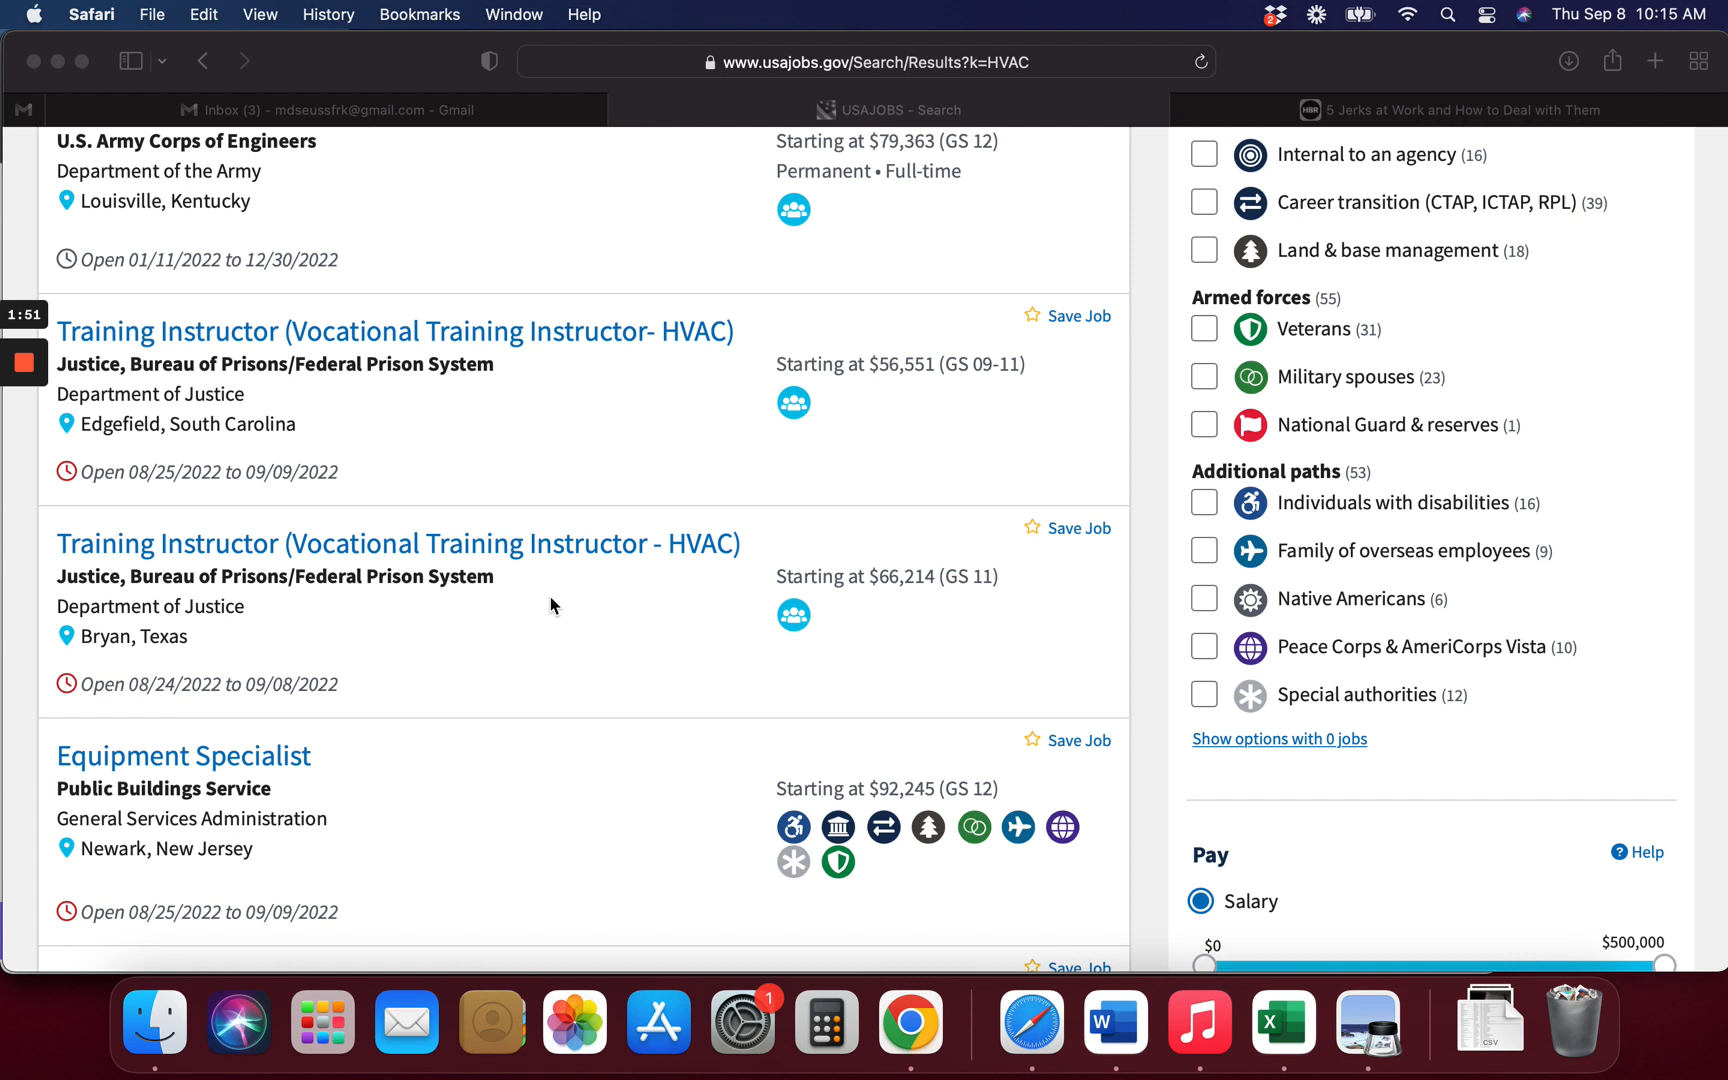 Safari File Edit View History Bookmarks Window Help
2
Thu Sep 8 10:15 AM
www.usajobs.gov/Search/Results?k=HVAC
Inbox (3) - mdseussfrk@gmail.com - Gmail
USAJOBS - Search
HBR 5 Jerks at Work and How to Deal with Them
U.S. Army Corps of Engineers
Starting at $79,363 (GS 12)
Department of the Army
Permanent • Full-time
Louisville, Kentucky
Open 01/11/2022 to 12/30/2022
1:51
Save Job
Training Instructor (Vocational Training Instructor- HVAC)
Justice, Bureau of Prisons/Federal Prison System
Starting at $56,551 (GS 09-11)
Department of Justice
Edgefield, South Carolina
Open 08/25/2022 to 09/09/2022
Save Job
Training Instructor (Vocational Training Instructor - HVAC)
Justice, Bureau of Prisons/Federal Prison System
Starting at $66,214 (GS 11)
Department of Justice
Bryan, Texas
Open 08/24/2022 to 09/08/2022
Save Job
Equipment Specialist
Public Buildings Service
Starting at $92,245 (GS 12)
General Services Administration
Newark, New Jersey
Open 08/25/2022 to 09/09/2022
Save Job
Internal to an agency (16)
Career transition (CTAP, ICTAP, RPL) (39)
Land & base management (18)
Armed forces (55)
Veterans (31)
Military spouses (23)
National Guard & reserves (1)
Additional paths (53)
Individuals with disabilities (16)
Family of overseas employees (9)
Native Americans (6)
Peace Corps & AmeriCorps Vista (10)
Special authorities (12)
Show options with 0 jobs
Pay
? Help
Salary
$0
$500,000
1
W
X
CSV